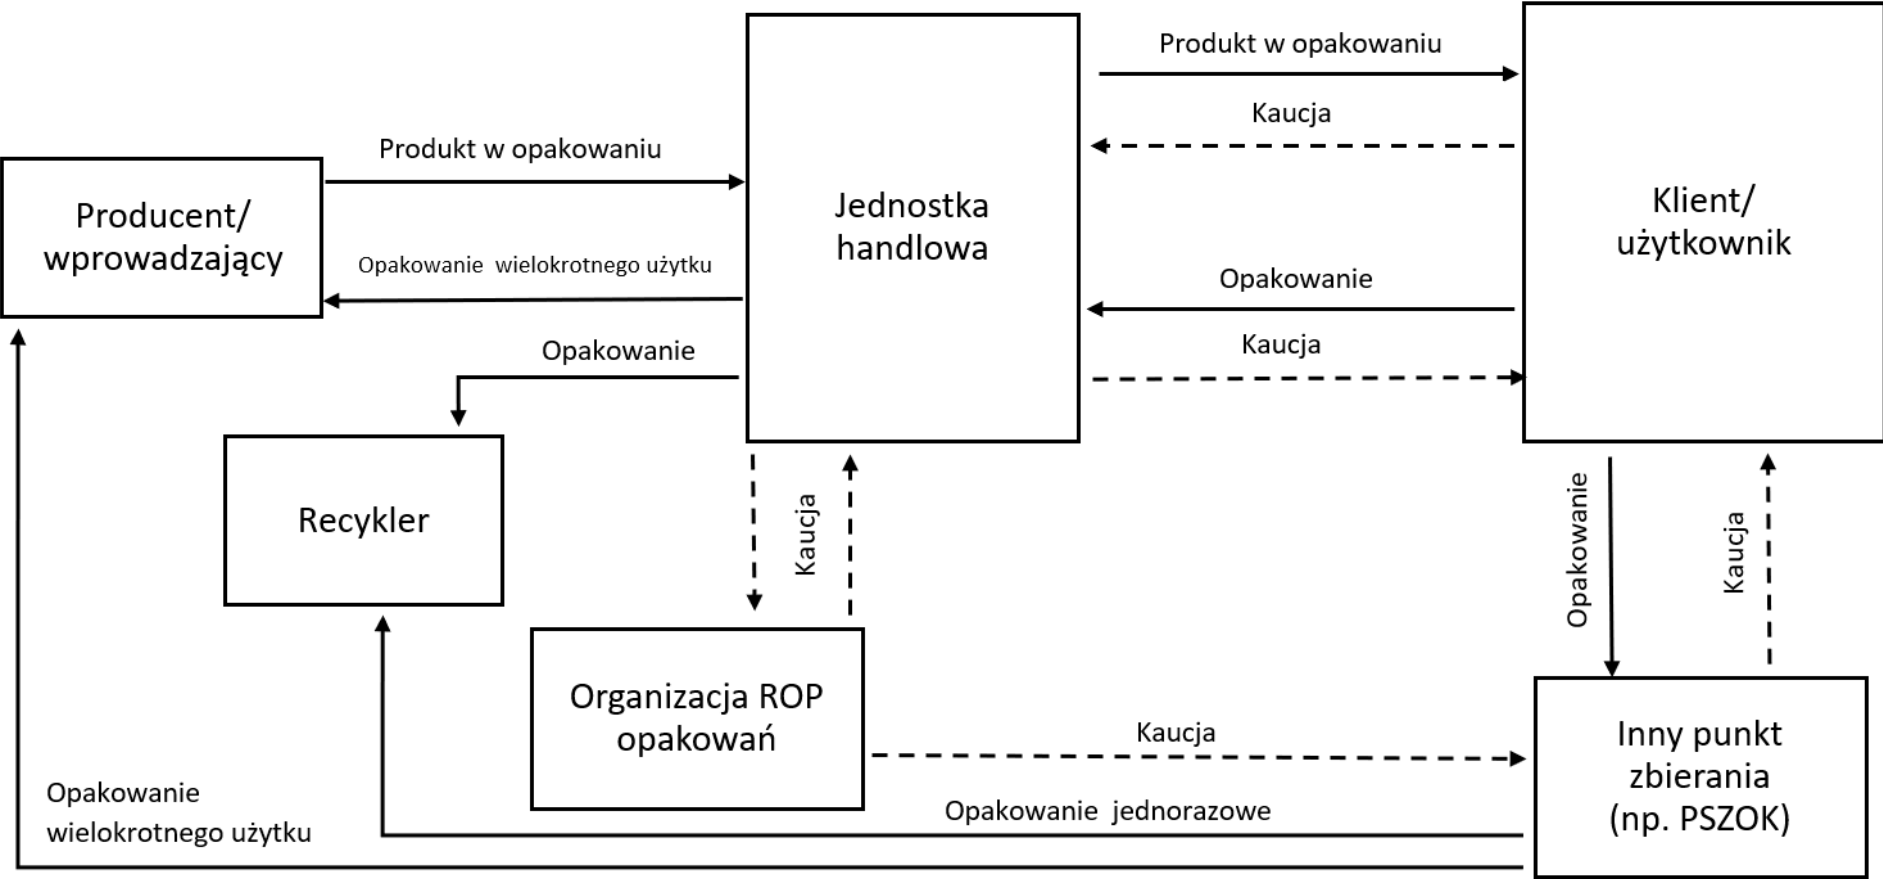 Produkt w opakowaniu
Kaucja
Produkt w opakowaniu
Producent/
wprowadzający
Jednostka
handlowa
Klient/
użytkownik
Opakowanie wielokrotnego użytku
Opakowanie
Kaucja
Opakowanie
Recykler
Kaucja
Opakowanie
Kaucja
Organizacja ROP
opakowań
Kaucja
Inny punkt
zbierania
(np. PSZOK)
Opakowanie
wielokrotnego użytku
Opakowanie jednorazowe